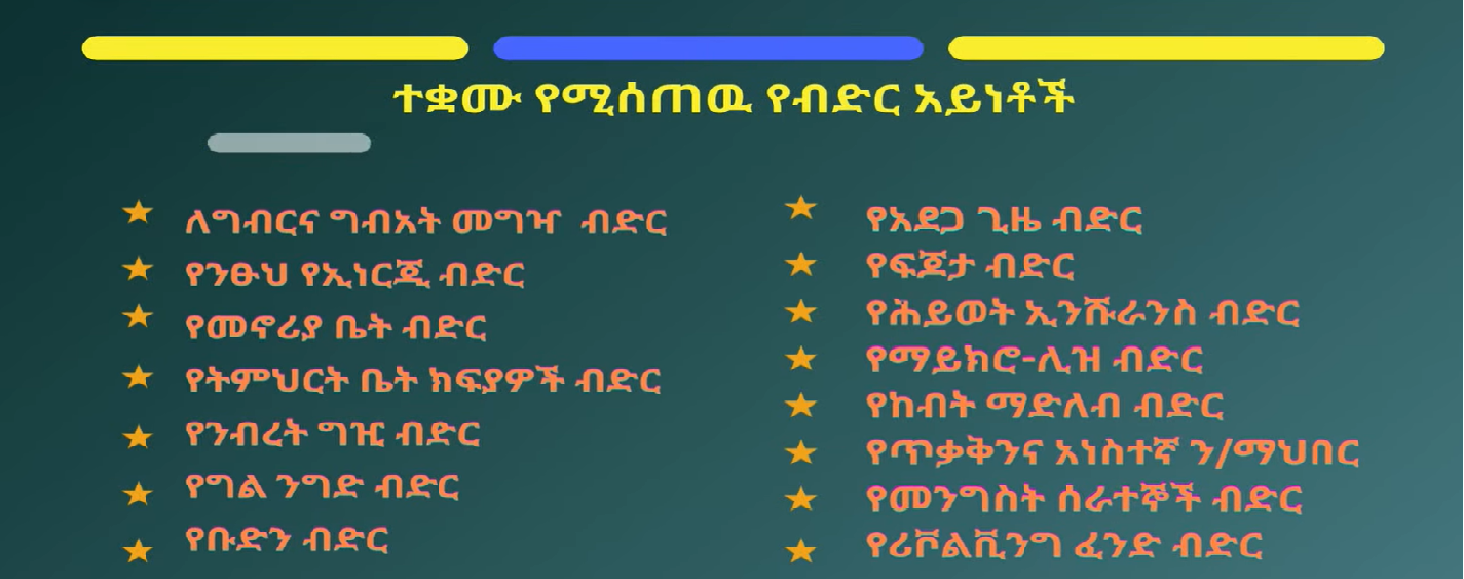 ተቋሙ የሚሰጠዉ የብድር አይነቶች
ለግብርና ግብአት መግዣ ብድር
የንፁህ የኢነርጂ ብድር
የመኖሪያ ቤት ብድር
የትምህርት ቤት ክፍያዎች ብድር
የንብረት ግዢ ብድር
የግል ንግድ ብድር
የቡድን ብድር
የአደጋ ጊዜ ብድር
የፍጆታ ብድር
የሕይወት ኢንሹራንስ ብድር
የማይክሮ-ሊዝ ብድር
የከብት ማድለብ ብድር
የጥቃቅንና አነስተኛ ን/ማህበር
የመንግስት ሰራተኞች ብድር
የሪቮልቪንግ ፈንድ ብድር